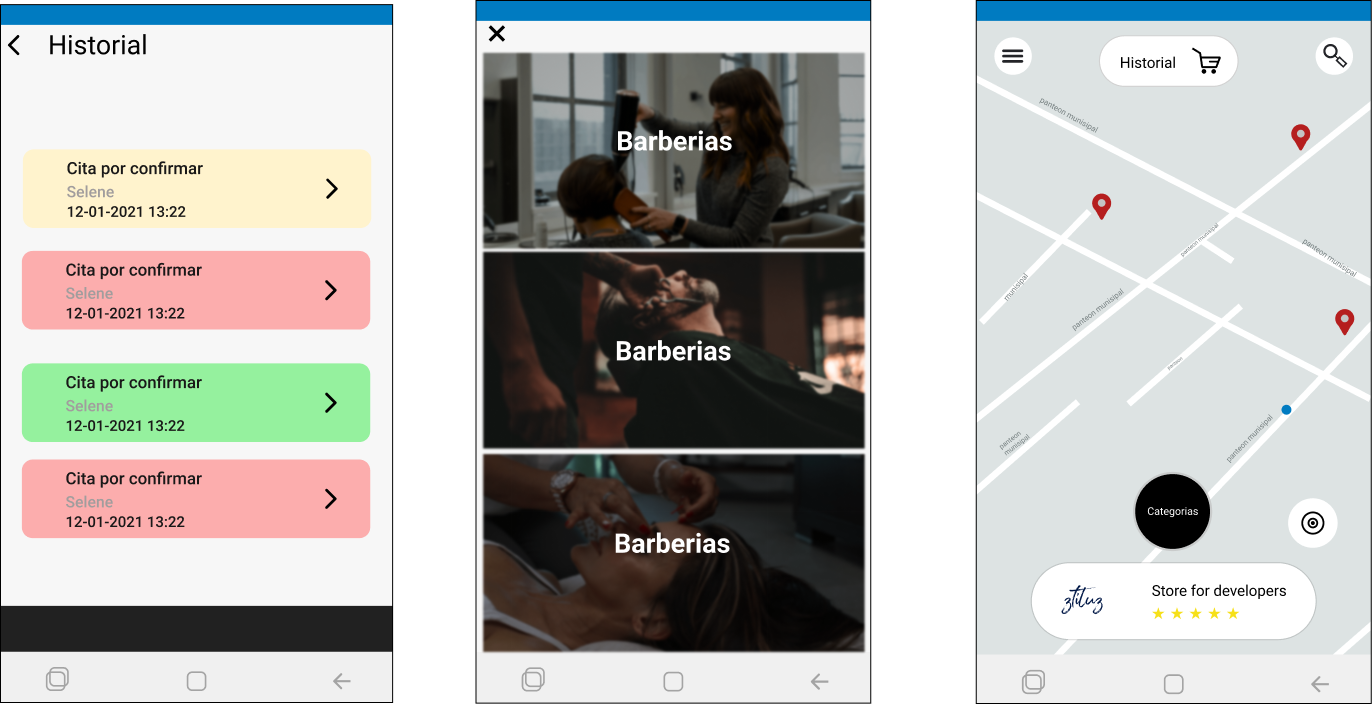 Historial
Cita por confirmar
Selene
12-01-2021 13:22
Cita por confirmar
Selene
12-01-2021 13:22
Cita por confirmar
Selene
12-01-2021 13:22
Cita por confirmar
Selene
12-01-2021 13:22
Barberias
Barberias
Barberias
Historial
panteon munisipal
panteon munisipal
panteon munisipal
munisipal
panteon munisipal
panteon
panteon
munisipal
panteon munisipal
Categorias
ztituz
Store for developers